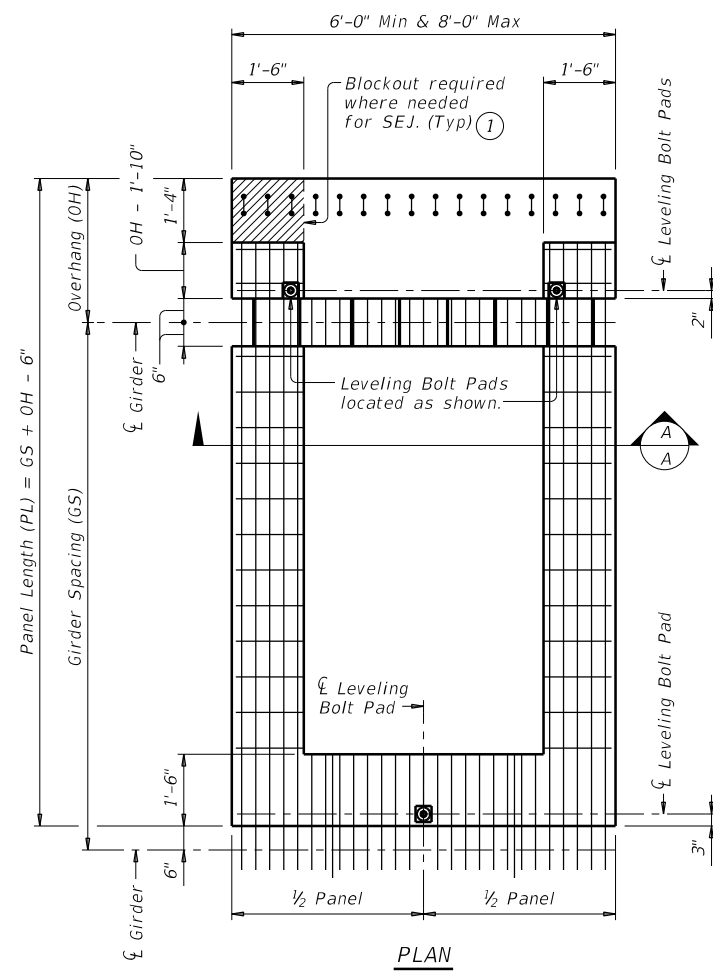 6'-0" Min & 8'-0" Max
1'-6"
1'-6"
Blockout required
where needed
for SEJ. (Typ) 1
℄ Leveling Bolt Pads
Overhang (OH)
OH - 1'-10"
1'-4"
2"
6"
℄ Girder
Leveling Bolt Pads
located as shown.
A
A
Panel Length (PL) = GS + OH - 6"
Girder Spacing (GS)
℄ Leveling
Bolt Pad
℄ Leveling Bolt Pad
1'-6"
3"
6"
℄ Girder
½ Panel
½ Panel
PLAN